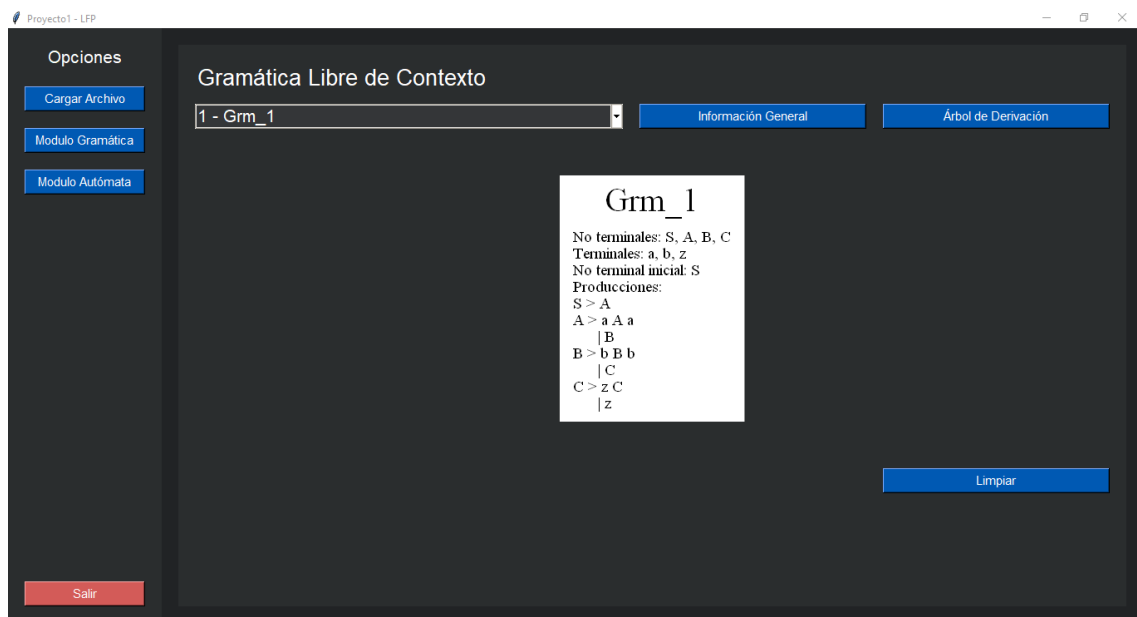 Proyecto1 - LFP
Opciones
Cargar Archivo
Modulo Gramática
Modulo Autómata
Salir
Gramática Libre de Contexto
1 - Grm_1
Información General
Árbol de Derivación
Grm_1
No terminales: S, A, B, C
Terminales: a, b, z
No terminal inicial: S
Producciones:
S > A
A > a A a
| B
B > b B b
| C
C > z C
| z
Limpiar